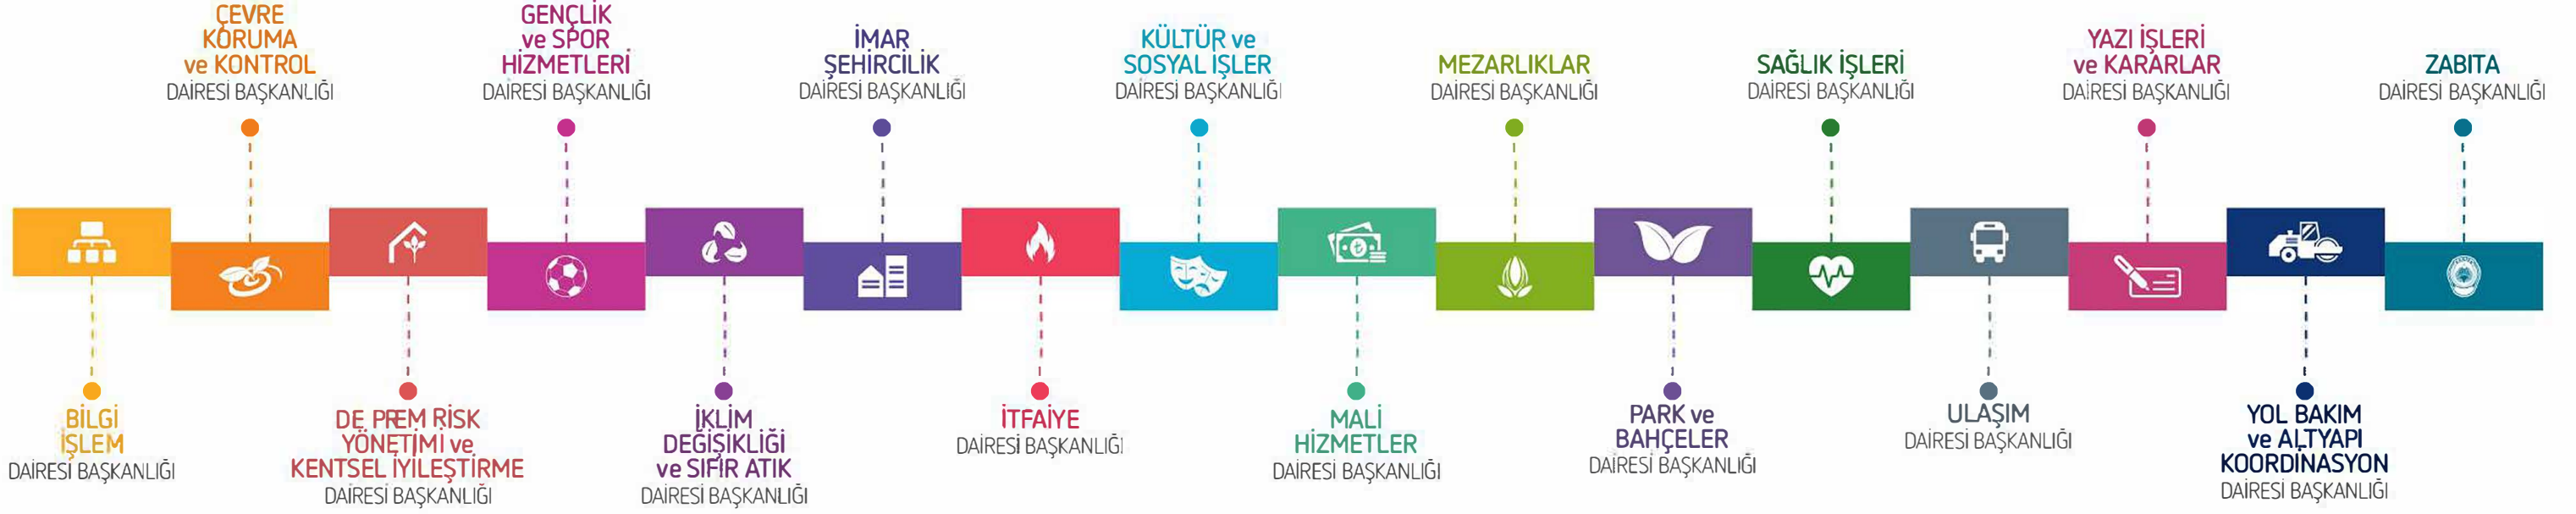 ÇEVRE
KORUMA
ve KONTROL
DAİRESİ BAŞKANLIĞI
GENÇLİK
ve SPOR
HİZMETLERİ
DAİRESİ BAŞKANLIĞI
İMAR
ŞEHİRCİLİK
DAİRESİ BAŞKANLIĞI
KÜLTÜR ve
SOSYAL İŞLER
DAİRESİ BAŞKANLIĞI
MEZARLIKLAR
DAİRESİ BAŞKANLIĞI
SAĞLIK İŞLERİ
DAİRESİ BAŞKANLIĞI
YAZI İŞLERİ
ve KARARLAR
DAİRESİ BAŞKANLIĞI
ZABITA
DAİRESİ BAŞKANLIĞI
BİLGİ
İŞLEM
DAİRESİ BAŞKANLIĞI
DE PREM RİSK
YÖNETİMİ ve
KENTSEL İYİLEŞTİRME
DAİRESİ BAŞKANLIĞI
İKLİM
DEĞİŞİKLİĞİ
ve SIFIR ATIK
DAİRESİ BAŞKANLIĞI
İTFAİYE
DAİRESİ BAŞKANLIĞI
MALİ
HİZMETLER
DAİRESİ BAŞKANLIĞI
PARK ve
BAHÇELER
DAİRESİ BAŞKANLIĞI
ULAŞIM
DAİRESİ BAŞKANLIĞI
YOL BAKIM
ve ALTYAPI
KOORDİNASYON
DAİRESİ BAŞKANLIĞI